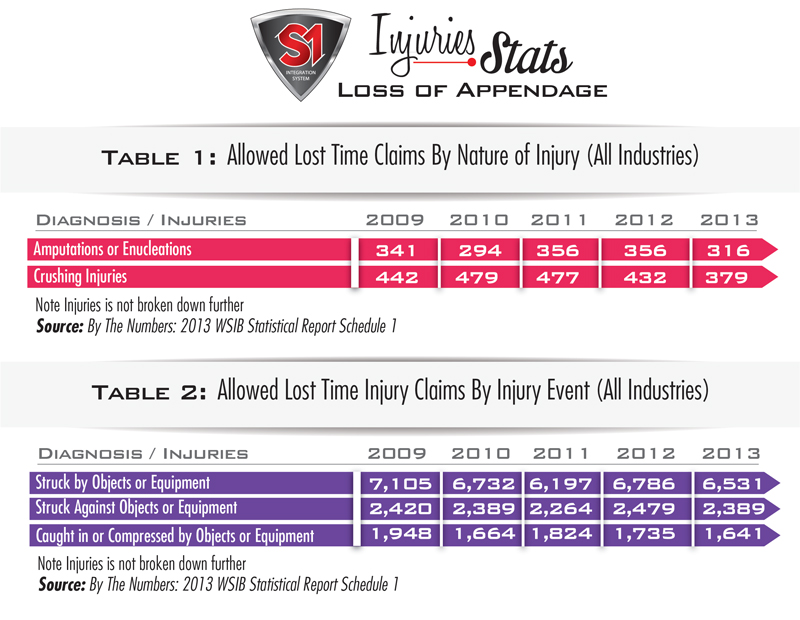 S1
INTEGRATION
SYSTEM
Injuries Stats
LOSS OF APPENDAGE
TABLE 1: Allowed Lost Time Claims By Nature of Injury (All Industries)
DIAGNOSIS / INJURIES 2009 2010 2011 2012 2013
Amputations or Enucleations 341 294 356 356 316
Crushing Injuries 442 479 477 432 379
Note Injuries is not broken down further
Source: By The Numbers: 2013 WSIB Statistical Report Schedule 1
TABLE 2: Allowed Lost Time Injury Claims By Injury Event (All Industries)
DIAGNOSIS / INJURIES 2009 2010 2011 2012 2013
Struck by Objects or Equipment 7,105 6,732 6,197 6,786 6,531
Struck Against Objects or Equipment 2,420 2,389 2,264 2,479 2,389
Caught in or Compressed by Objects or Equipment 1,948 1,664 1,824 1,735 1,641
Note Injuries is not broken down further
Source: By The Numbers: 2013 WSIB Statistical Report Schedule 1